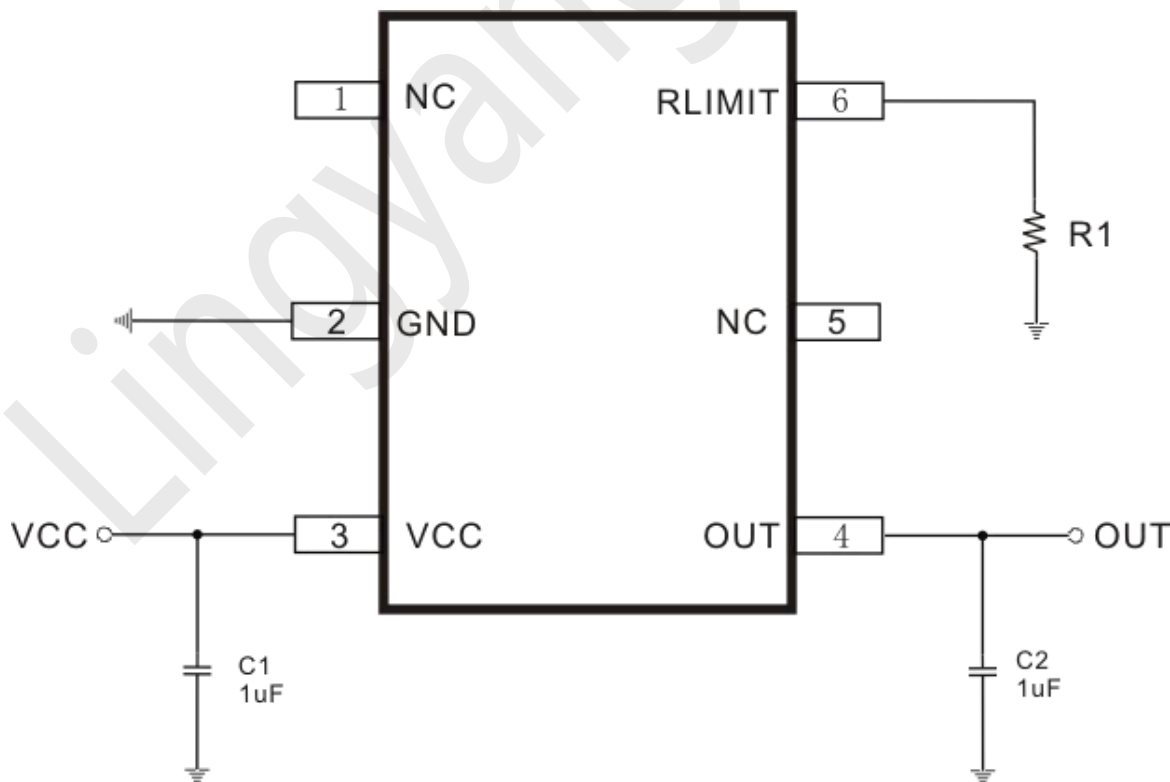 1 NC
RLIMIT 6
R1
2 GND
NC 5
VCC
3 VCC
OUT 4
OUT
C1
1uF
C2
1uF
Lingyang